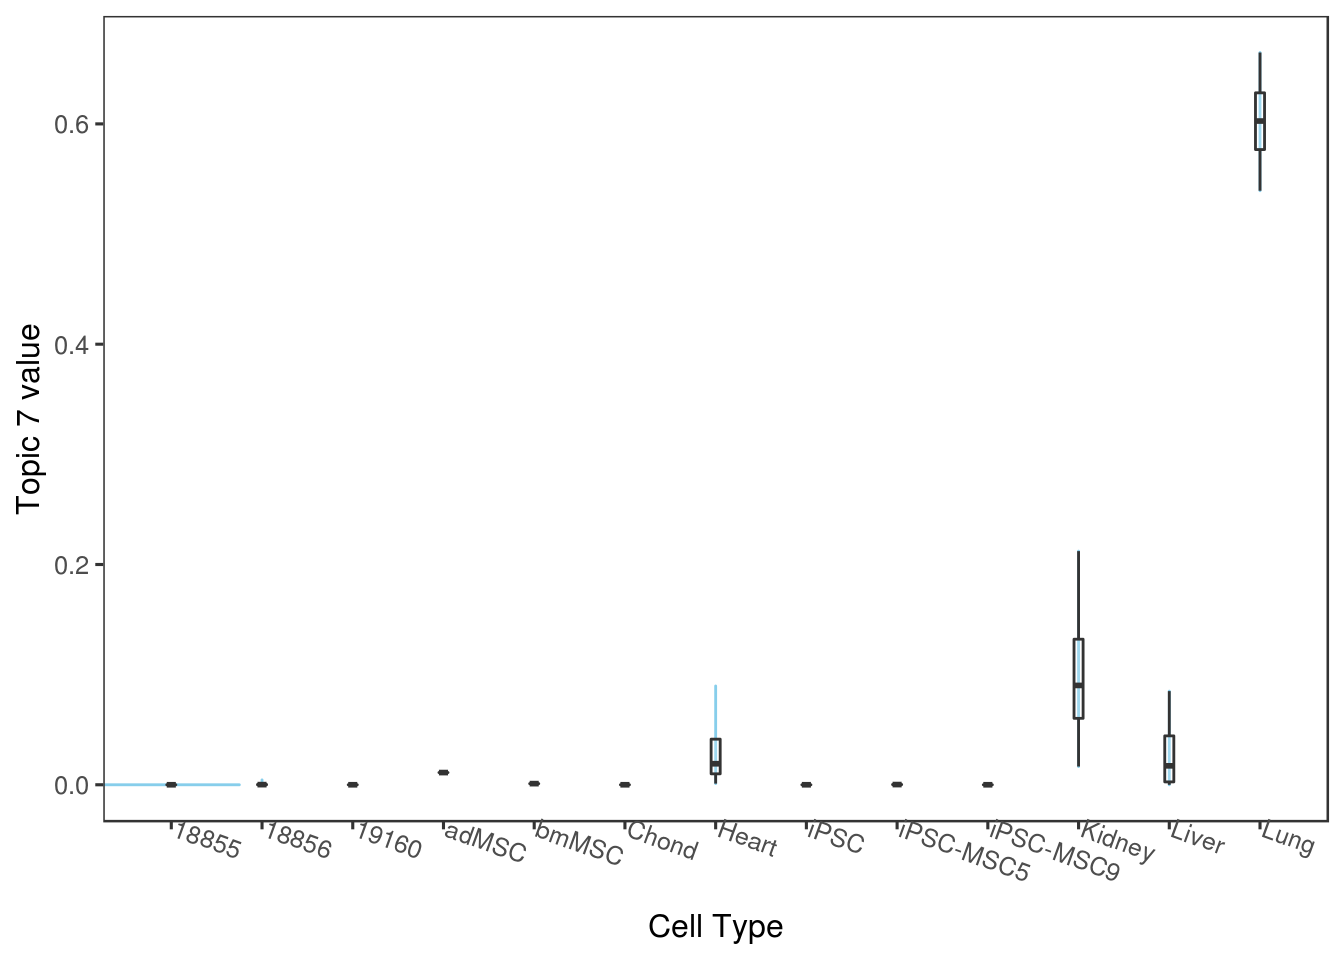 0.6
0.4
0.2
0.0
Topic 7 value
18855
18856
19160
adMSC
bmMSC
Chond
Heart
iPSC
iPSC-MSC5
iPSC-MSC9
Kidney
Liver
Lung
Cell Type